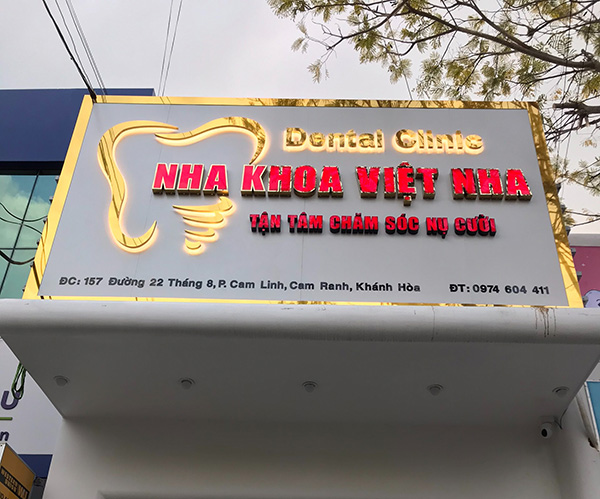 Dental Clinic
NHA KHOA VIỆT NHA
TẬN TÂM CHĂM SÓC NỤ CƯỜI
ĐC: 157 Đường 22 Tháng 8, P. Cam Linh, Cam Ranh, Khánh Hòa ĐT: 0974 604 411